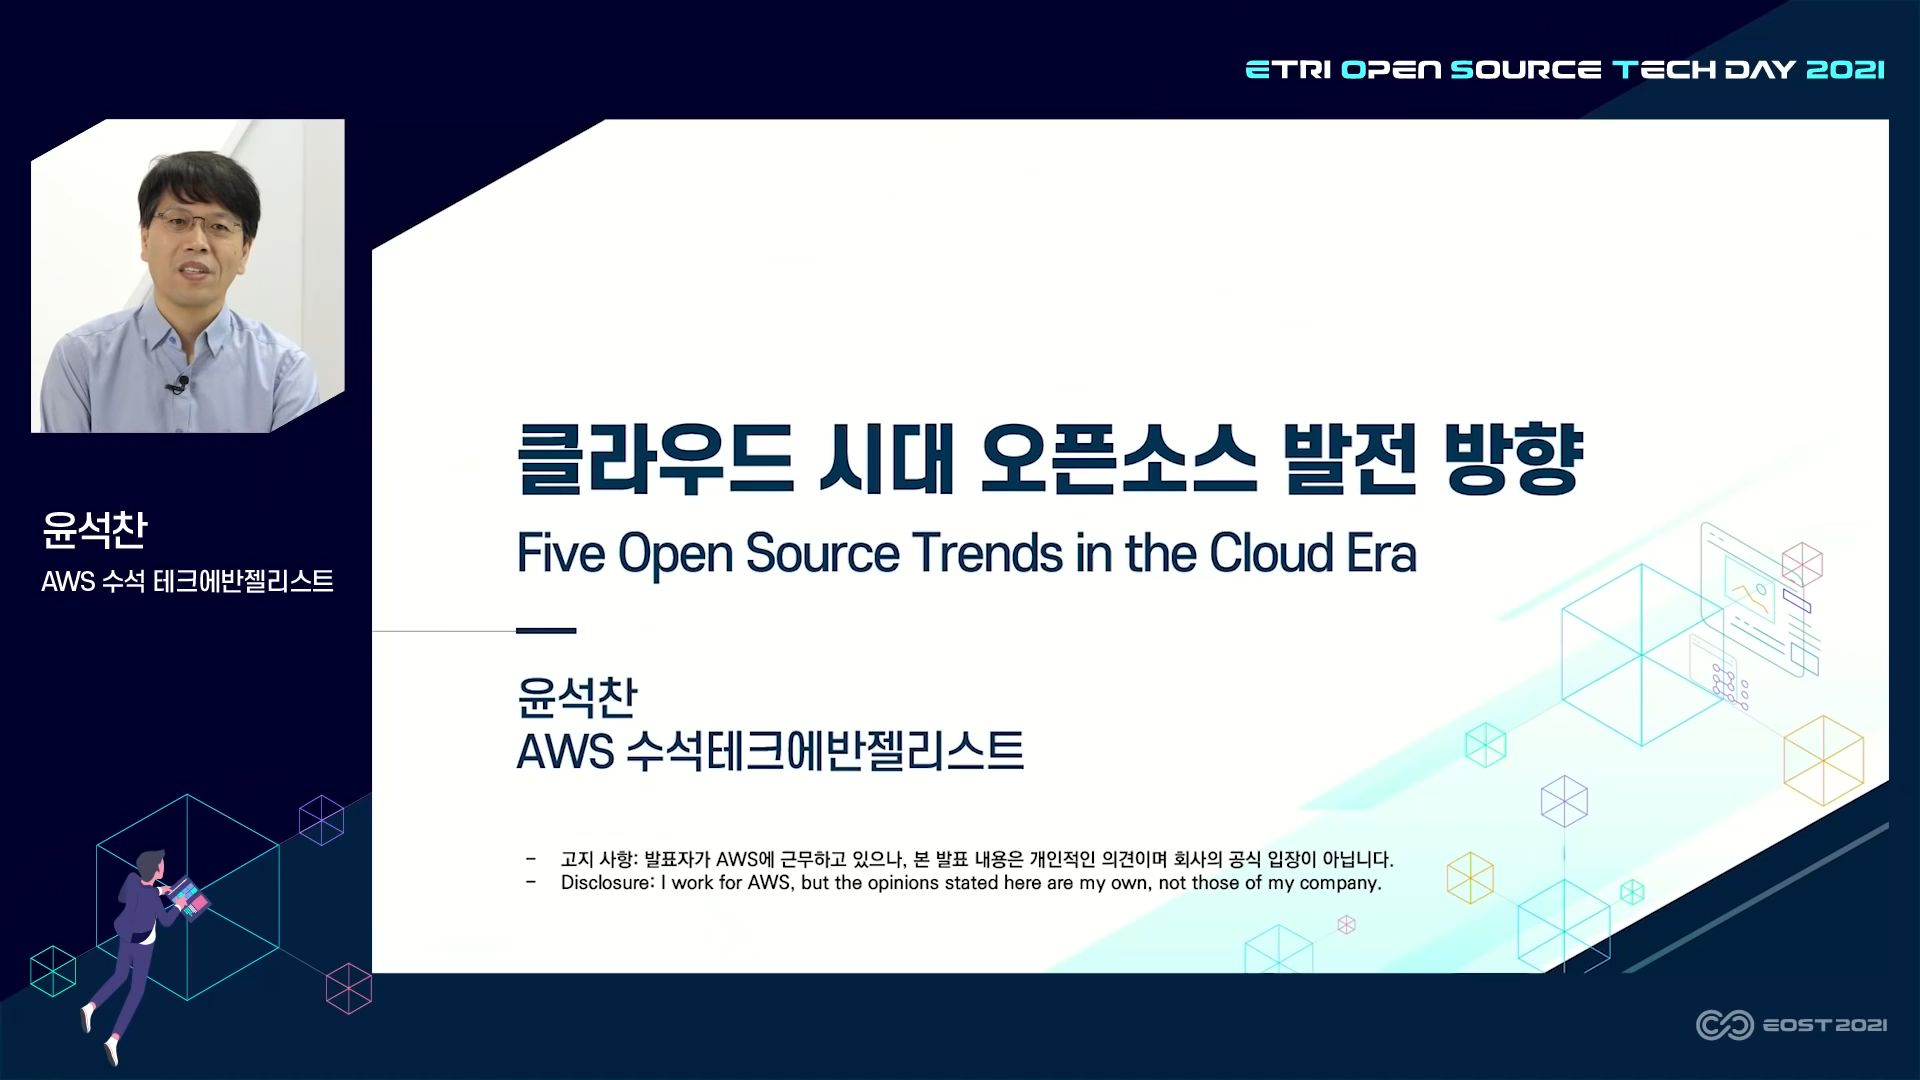 ETRI OPEN SOURCE TECH DAY 2021
윤석찬
AWS 수석 테크에반젤리스트
클라우드 시대 오픈소스 발전 방향
Five Open Source Trends in the Cloud Era
윤석찬
AWS 수석테크에반젤리스트
- 고지 사항: 발표자가 AWS에 근무하고 있으나, 본 발표 내용은 개인적인 의견이며 회사의 공식 입장이 아닙니다.
- Disclosure: I work for AWS, but the opinions stated here are my own, not those of my company.
EOST 2021